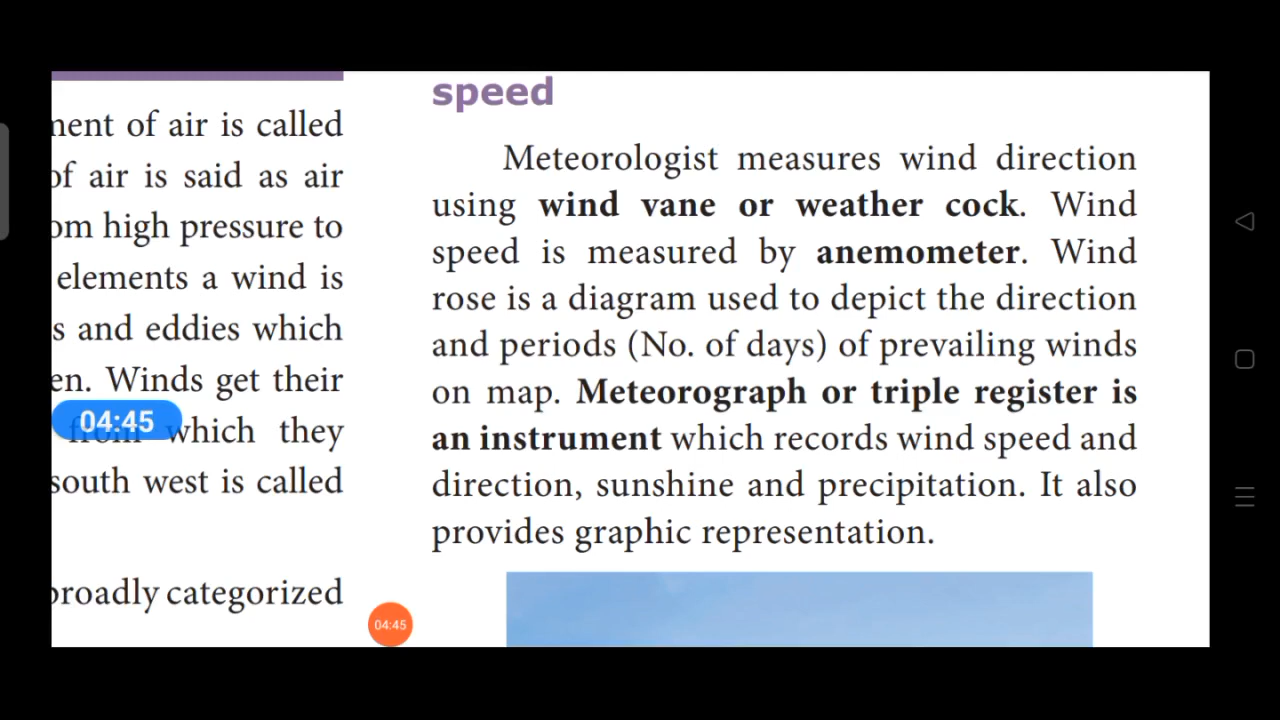 ment of air is called
of air is said as air
om high pressure to
elements a wind is
s and eddies which
en. Winds get their
04:45
from which they
south west is called
broadly categorized
04:45
speed
Meteorologist measures wind direction
using wind vane or weather cock. Wind
speed is measured by anemometer. Wind
rose is a diagram used to depict the direction
and periods (No. of days) of prevailing winds
on map. Meteorograph or triple register is
an instrument which records wind speed and
direction, sunshine and precipitation. It also
provides graphic representation.